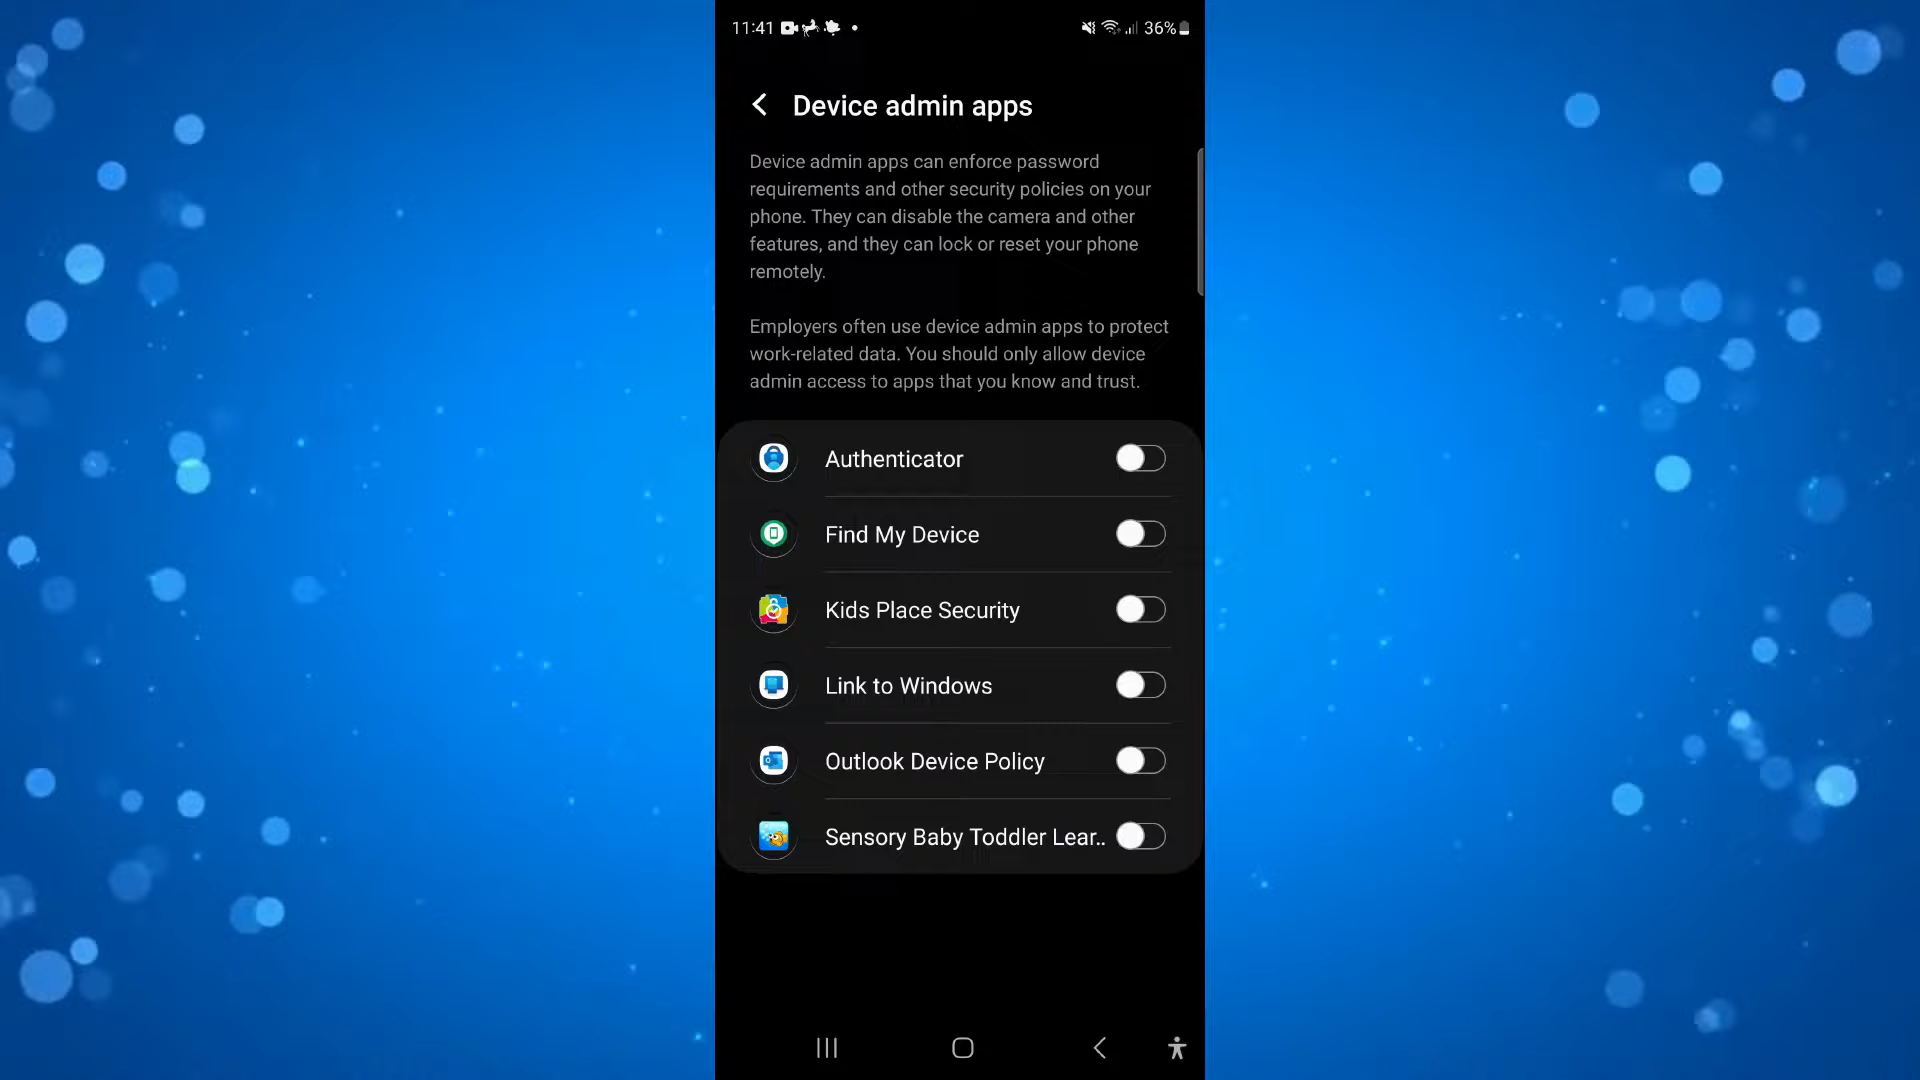 11:41
36%
Device admin apps
Device admin apps can enforce password
requirements and other security policies on your
phone. They can disable the camera and other
features, and they can lock or reset your phone
remotely.
Employers often use device admin apps to protect
work-related data. You should only allow device
admin access to apps that you know and trust.
Authenticator
Find My Device
Kids Place Security
Link to Windows
Outlook Device Policy
Sensory Baby Toddler Lear..